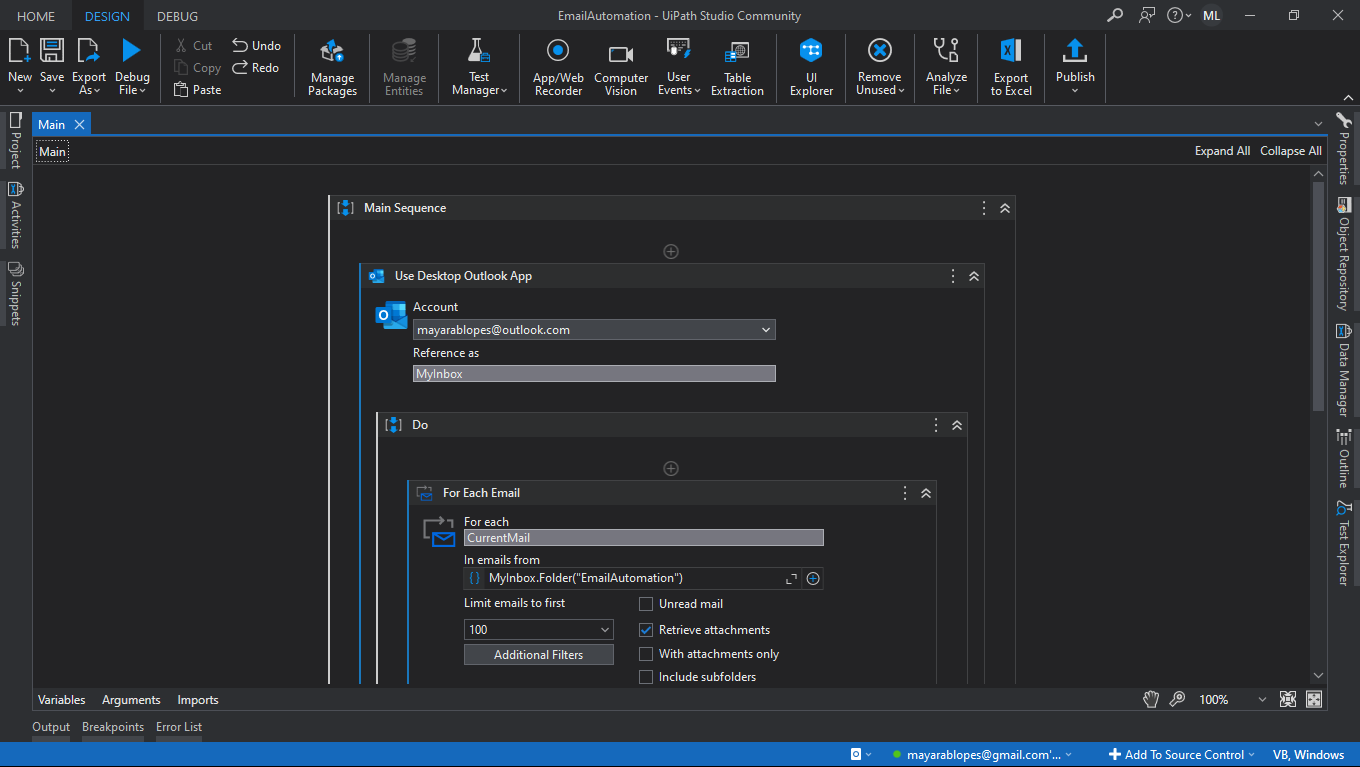 HOME DESIGN DEBUG EmailAutomation - UiPath Studio Community ML
New Save Export As Debug File
Cut Copy Paste
Undo Redo
Manage Packages
Manage Entities
Test Manager
App/Web Recorder
Computer Vision
User Events
Table Extraction
UI Explorer
Remove Unused
Analyze File
Export to Excel
Publish
Main
Main Expand All Collapse All
Project
Activities
Snippets
Main Sequence
Use Desktop Outlook App
Account
mayarablopes@outlook.com
Reference as
MyInbox
Do
For Each Email
For each
CurrentMail
In emails from
MyInbox.Folder("EmailAutomation")
Limit emails to first
100
Additional Filters
Unread mail
Retrieve attachments
With attachments only
Include subfolders
Properties
Object Repository
Data Manager
Outline
Test Explorer
Variables Arguments Imports 100%
Output Breakpoints Error List
mayarablopes@gmail.com'... Add To Source Control VB, Windows